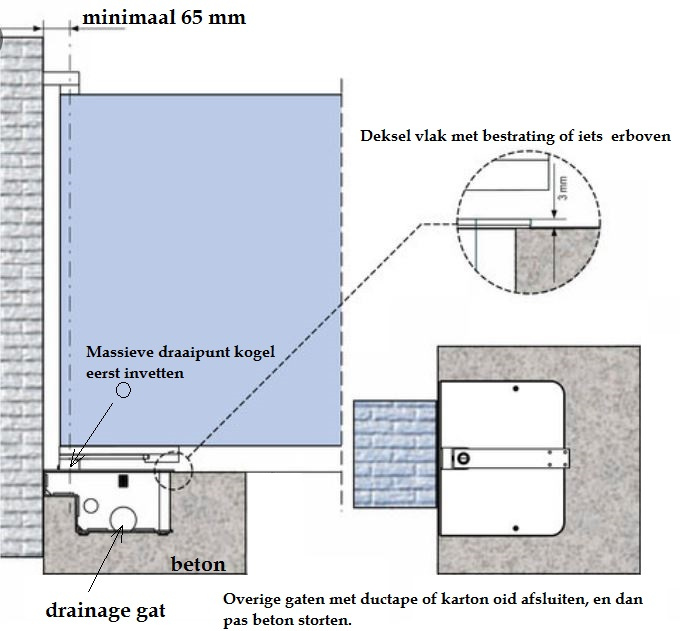 minimaal 65 mm
Deksel vlak met bestrating of iets erboven
3 mm
Massieve draaipunt kogel
eerst invetten
beton
drainage gat
Overige gaten met ductape of karton oid afsluiten, en dan
pas beton storten.